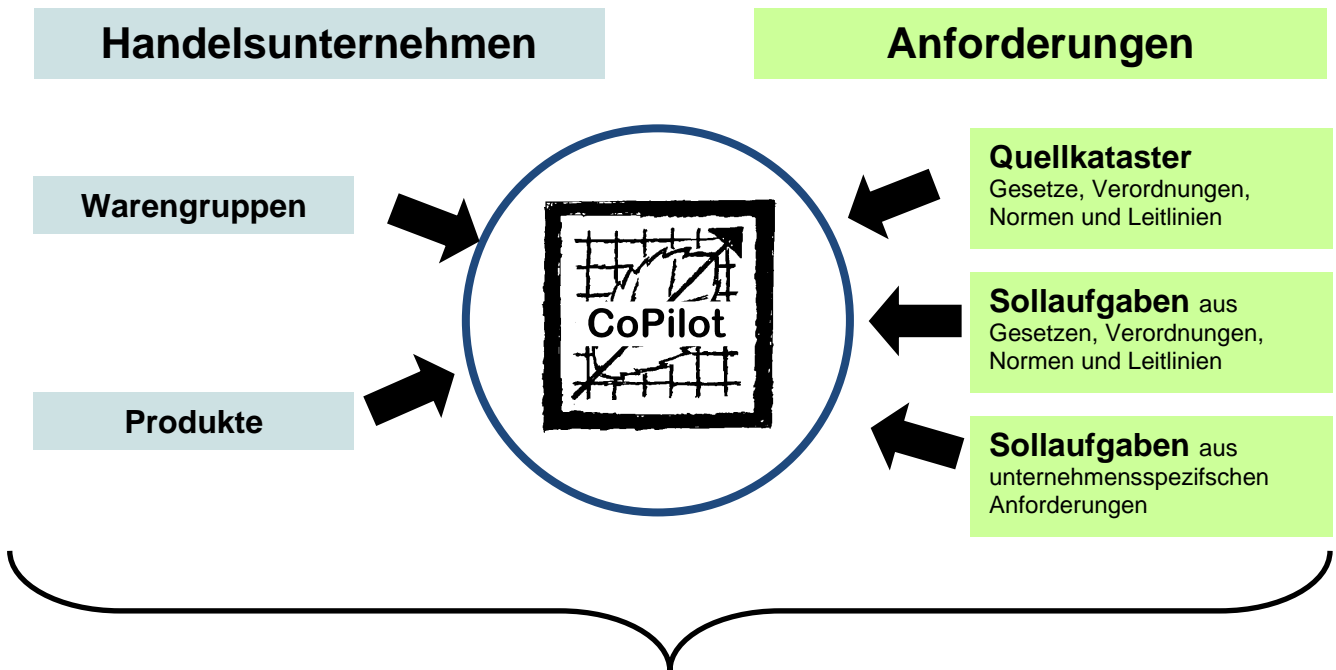 Handelsunternehmen
Anforderungen
Warengruppen
Produkte
CoPilot
Quellkataster
Gesetze, Verordnungen,
Normen und Leitlinien
Sollaufgaben aus
Gesetzen, Verordnungen,
Normen und Leitlinien
Sollaufgaben aus
unternehmensspezifschen
Anforderungen